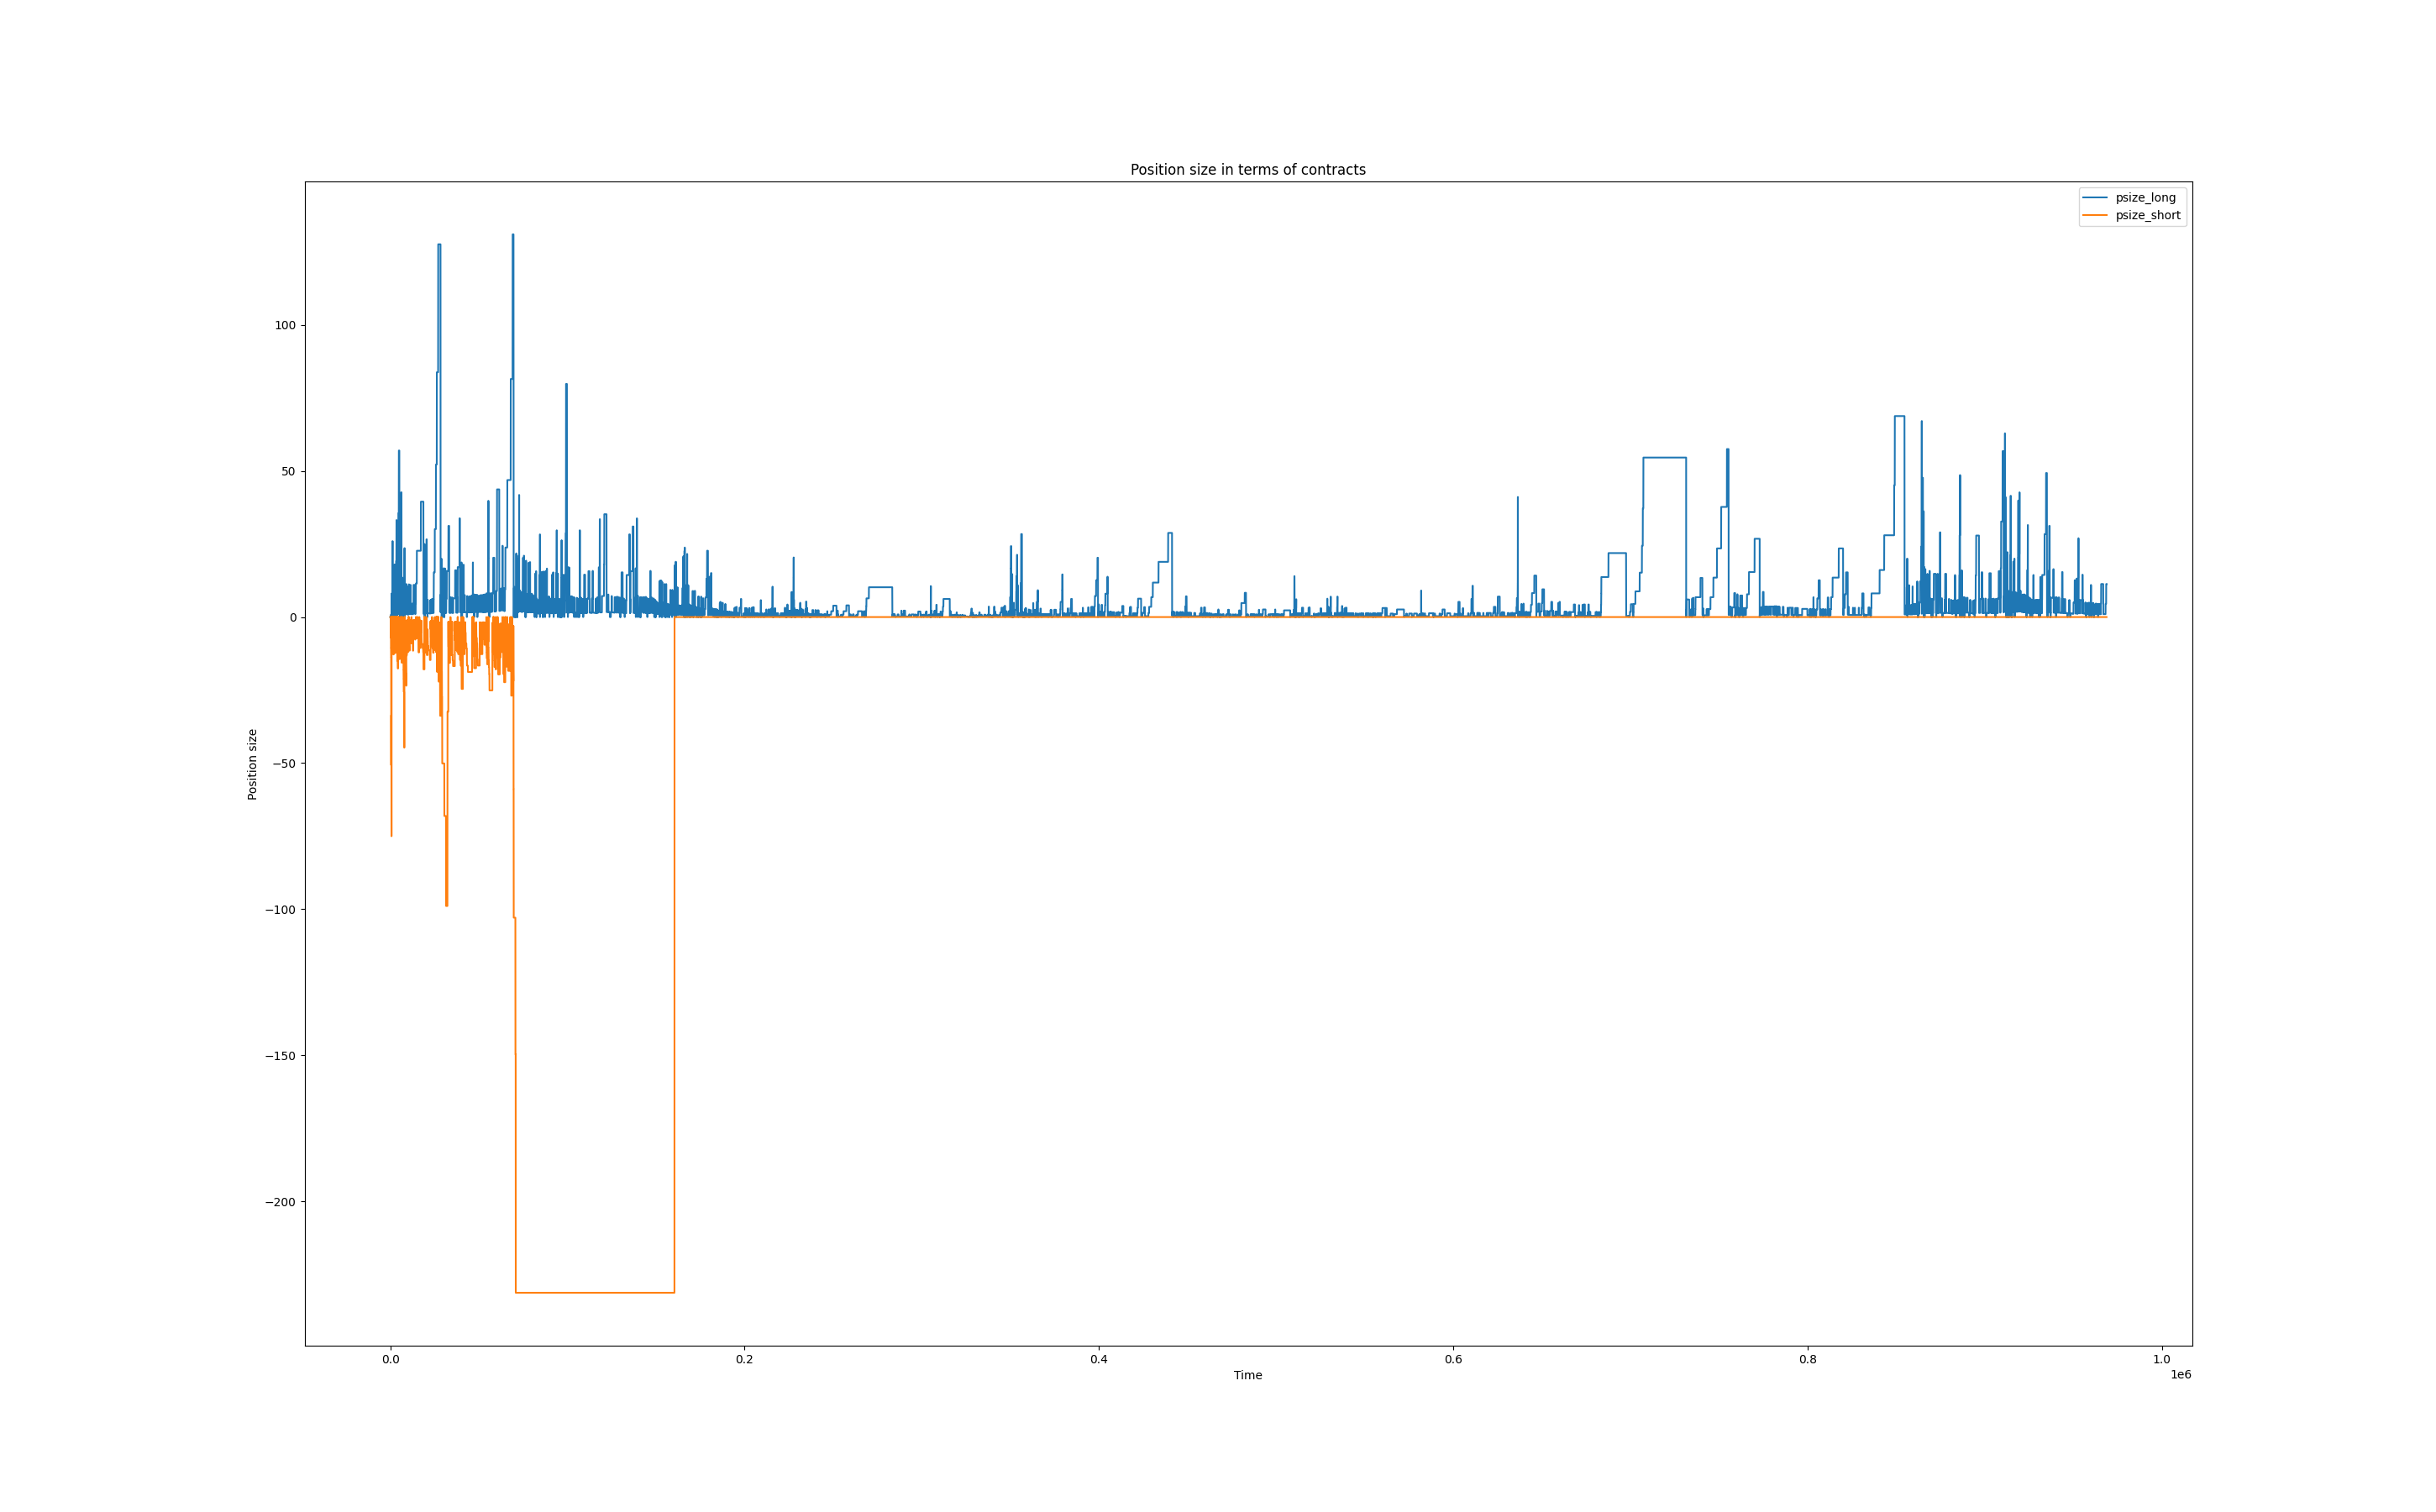 Position size in terms of contracts
psize_long
psize_short
Position size
100
50
0
−50
−100
−150
−200
0.0
0.2
0.4
0.6
0.8
1.0
1e6
Time